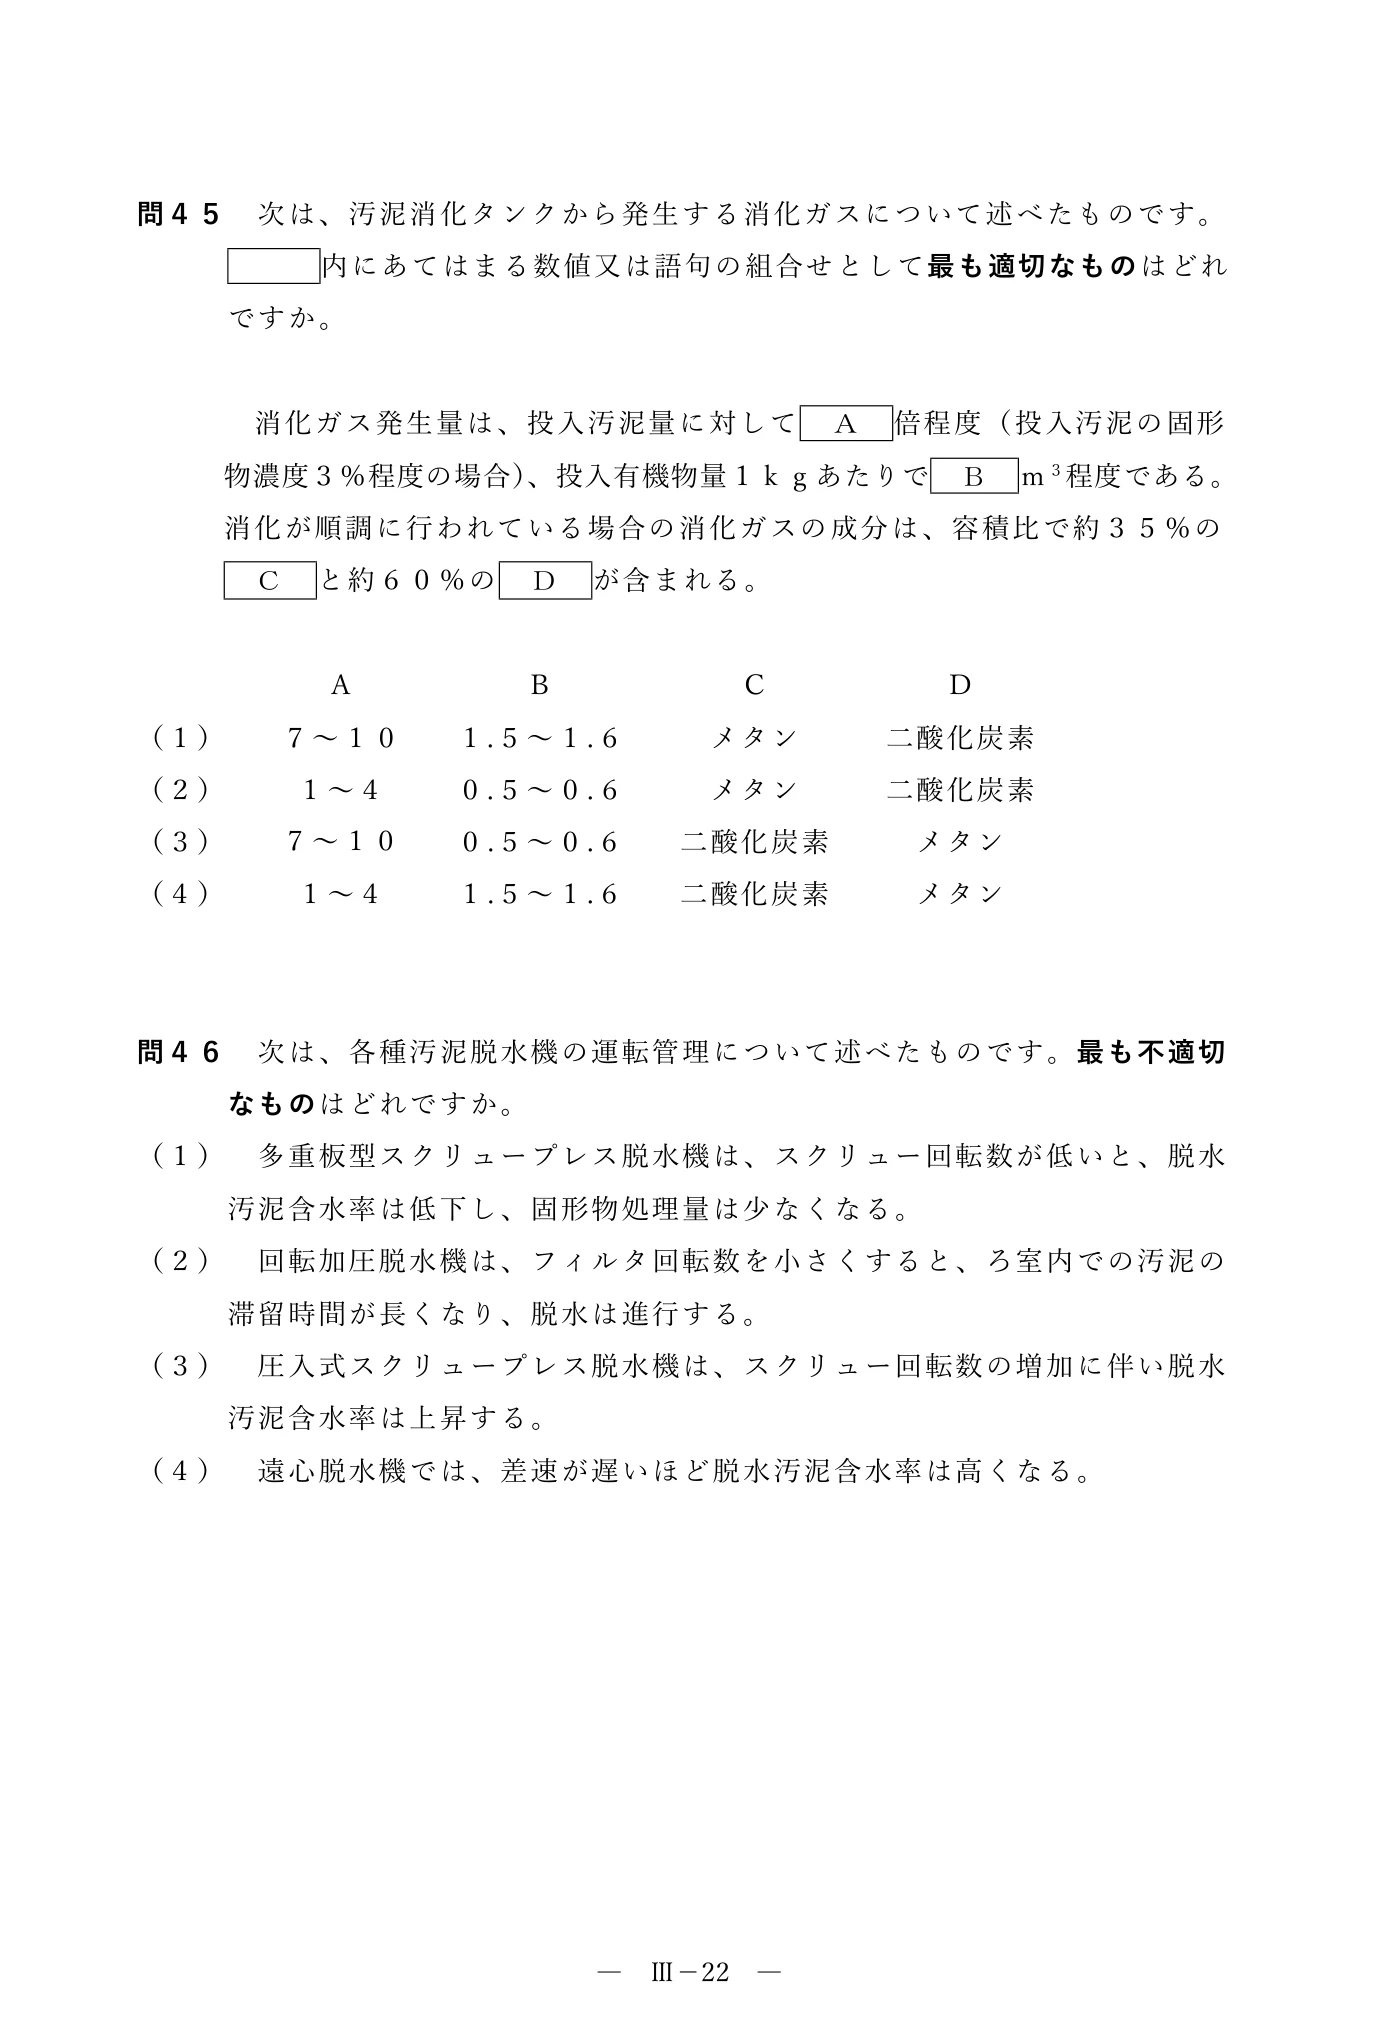 問４５　次は、汚泥消化タンクから発生する消化ガスについて述べたものです。
内にあてはまる数値又は語句の組合せとして最も適切なものはどれ
ですか。
消化ガス発生量は、投入汚泥量に対して A 倍程度（投入汚泥の固形
物濃度３％程度の場合）、投入有機物量１ｋｇあたりで B ｍ³程度である。
消化が順調に行われている場合の消化ガスの成分は、容積比で約３５％の
C と約６０％の D が含まれる。
A B C D
（１） ７～１０ １.５～１.６ メタン 二酸化炭素
（２） １～４ ０.５～０.６ メタン 二酸化炭素
（３） ７～１０ ０.５～０.６ 二酸化炭素 メタン
（４） １～４ １.５～１.６ 二酸化炭素 メタン
問４６　次は、各種汚泥脱水機の運転管理について述べたものです。最も不適切
なものはどれですか。
（１）　多重板型スクリュープレス脱水機は、スクリュー回転数が低いと、脱水
汚泥含水率は低下し、固形物処理量は少なくなる。
（２）　回転加圧脱水機は、フィルタ回転数を小さくすると、ろ室内での汚泥の
滞留時間が長くなり、脱水は進行する。
（３）　圧入式スクリュープレス脱水機は、スクリュー回転数の増加に伴い脱水
汚泥含水率は上昇する。
（４）　遠心脱水機では、差速が遅いほど脱水汚泥含水率は高くなる。
― Ⅲ－22 ―